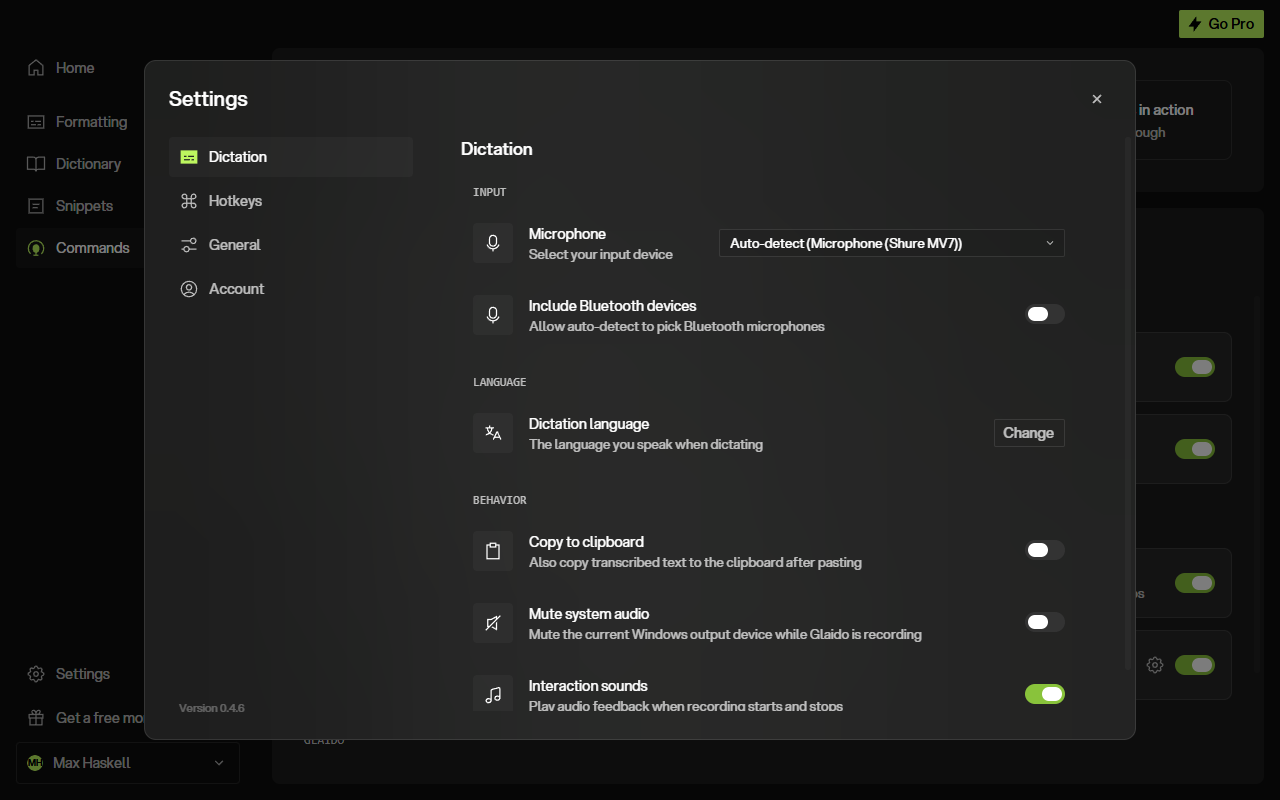 Go Pro
Home
Formatting
Dictionary
Snippets
Commands
Settings
Get a free mo
MH Max Haskell
in action
ough
os
GLAIDO
Settings
Dictation
Hotkeys
General
Account
Version 0.4.6
Dictation
INPUT
Microphone
Select your input device
Auto-detect (Microphone (Shure MV7))
Include Bluetooth devices
Allow auto-detect to pick Bluetooth microphones
LANGUAGE
Dictation language
The language you speak when dictating
Change
BEHAVIOR
Copy to clipboard
Also copy transcribed text to the clipboard after pasting
Mute system audio
Mute the current Windows output device while Glaido is recording
Interaction sounds
Play audio feedback when recording starts and stops